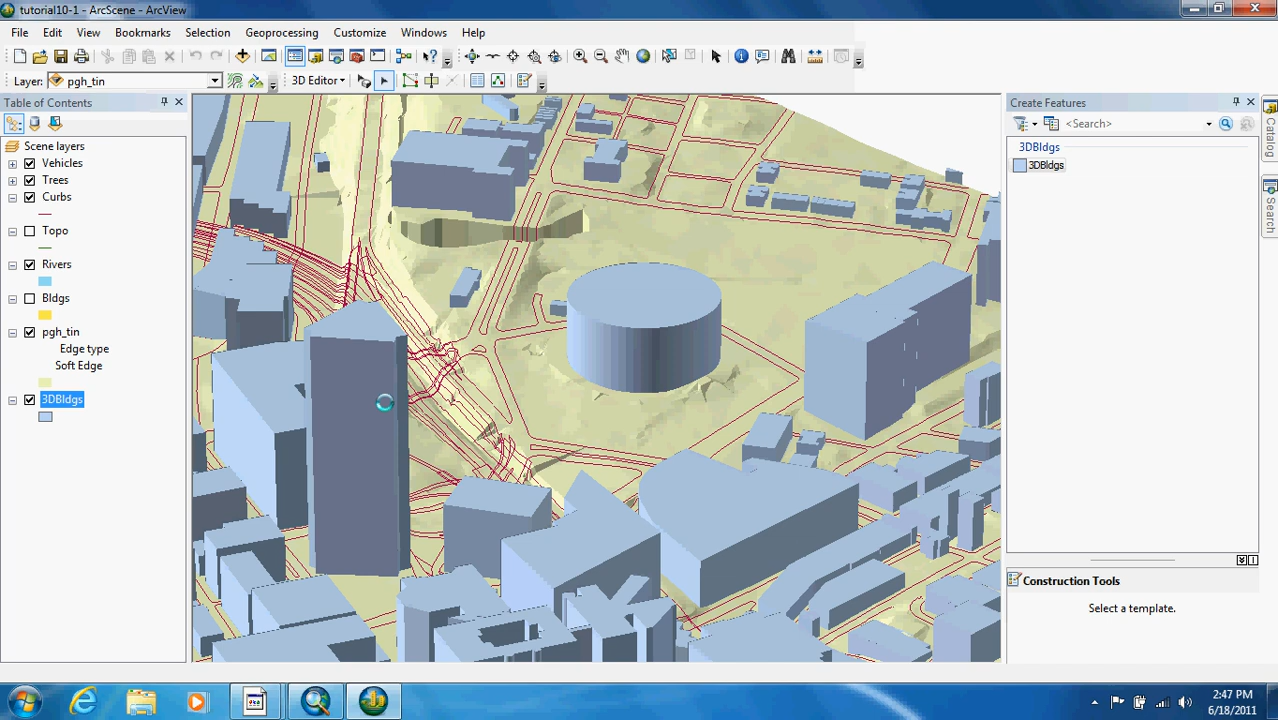 tutorial10-1 - ArcScene - ArcView
File Edit View Bookmarks Selection Geoprocessing Customize Windows Help
Layer: pgh_tin 3D Editor
Table of Contents
Scene layers
Vehicles
Trees
Curbs
Topo
Rivers
Bldgs
pgh_tin
Edge type
Soft Edge
3DBldgs
Create Features
<Search>
3DBldgs
3DBldgs
Construction Tools
Select a template.
Catalog
Search
2:47 PM
6/18/2011